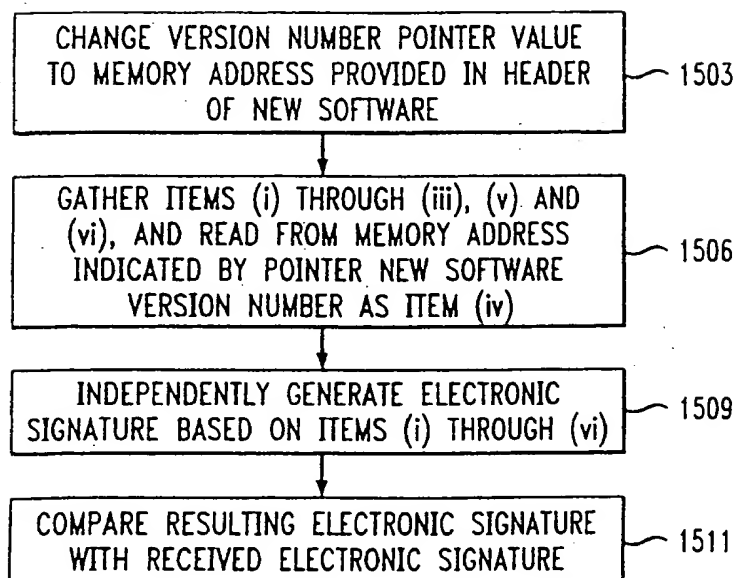 CHANGE VERSION NUMBER POINTER VALUE
TO MEMORY ADDRESS PROVIDED IN HEADER
OF NEW SOFTWARE
1503
GATHER ITEMS (i) THROUGH (iii), (v) AND
(vi), AND READ FROM MEMORY ADDRESS
INDICATED BY POINTER NEW SOFTWARE
VERSION NUMBER AS ITEM (iv)
1506
INDEPENDENTLY GENERATE ELECTRONIC
SIGNATURE BASED ON ITEMS (i) THROUGH (vi)
1509
COMPARE RESULTING ELECTRONIC SIGNATURE
WITH RECEIVED ELECTRONIC SIGNATURE
1511